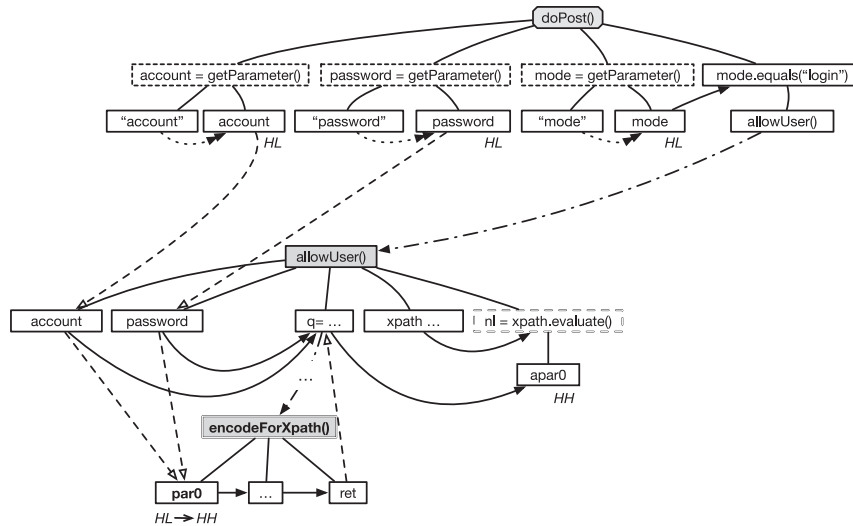 doPost()
account = getParameter()
password = getParameter()
mode = getParameter()
mode.equals(“login”)
“account”
account
“password”
password
“mode”
mode
allowUser()
HL
HL
HL
allowUser()
account
password
q= ...
xpath ...
nl = xpath.evaluate()
...
apar0
HH
encodeForXpath()
par0
...
ret
HL → HH